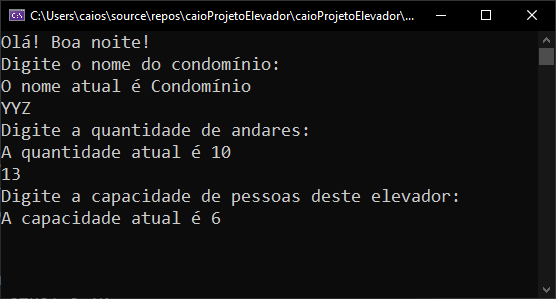 C:\Users\caios\source\repos\caioProjetoElevador\caioProjetoElevador\...
Olá! Boa noite!
Digite o nome do condomínio:
O nome atual é Condomínio
YYZ
Digite a quantidade de andares:
A quantidade atual é 10
13
Digite a capacidade de pessoas deste elevador:
A capacidade atual é 6